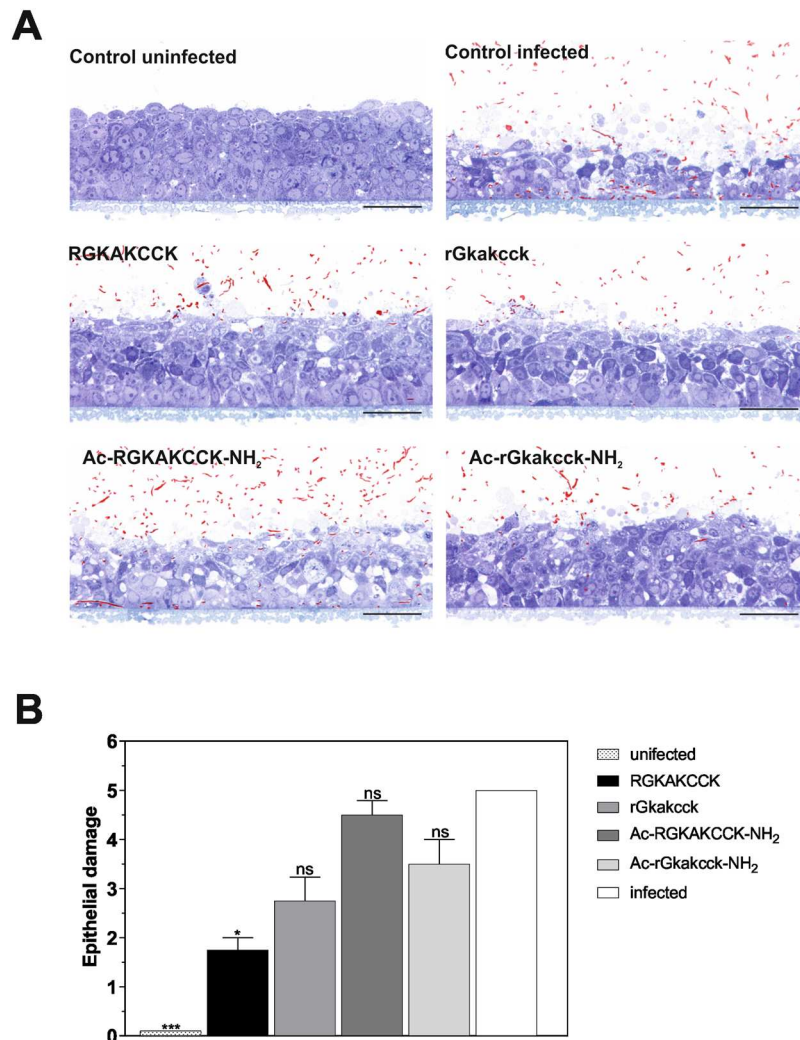 A
Control uninfected
Control infected
RGKAKCCK
rGkakcck
Ac-RGKAKCCK-NH₂
Ac-rGkakcck-NH₂
B
Epithelial damage
6
5
4
3
2
1
0
***
*
ns
ns
ns
unifected
RGKAKCCK
rGkakcck
Ac-RGKAKCCK-NH₂
Ac-rGkakcck-NH₂
infected